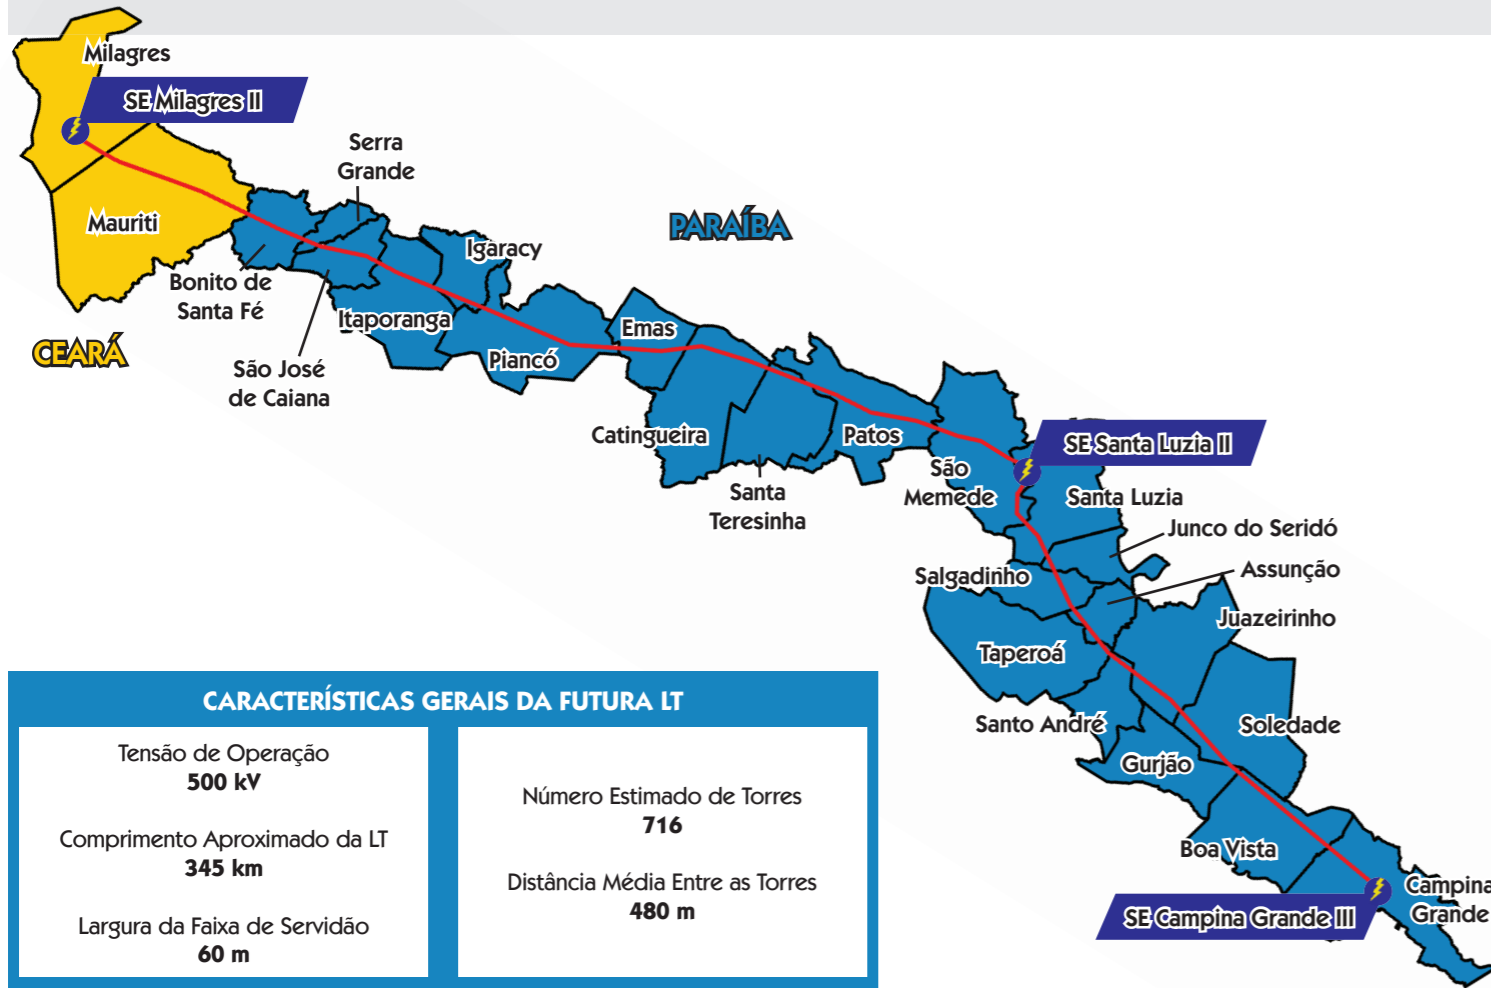 Milagres
SE Milagres II
Serra
Grande
Mauriti
PARAÍBA
Igaracy
Bonito de
Santa Fé
Itaporanga
Emas
CEARÁ
São José
de Caiana
Piancó
Catingueira
Patos
SE Santa Luzia II
São
Memede
Santa Luzia
Santa
Teresinha
Junco do Seridó
Salgadinho
Assunção
Juazeirinho
Taperoá
Santo André
Soledade
Gurjão
Boa Vista
Campina
Grande
SE Campina Grande III
CARACTERÍSTICAS GERAIS DA FUTURA LT
Tensão de Operação
500 kV
Comprimento Aproximado da LT
345 km
Largura da Faixa de Servidão
60 m
Número Estimado de Torres
716
Distância Média Entre as Torres
480 m